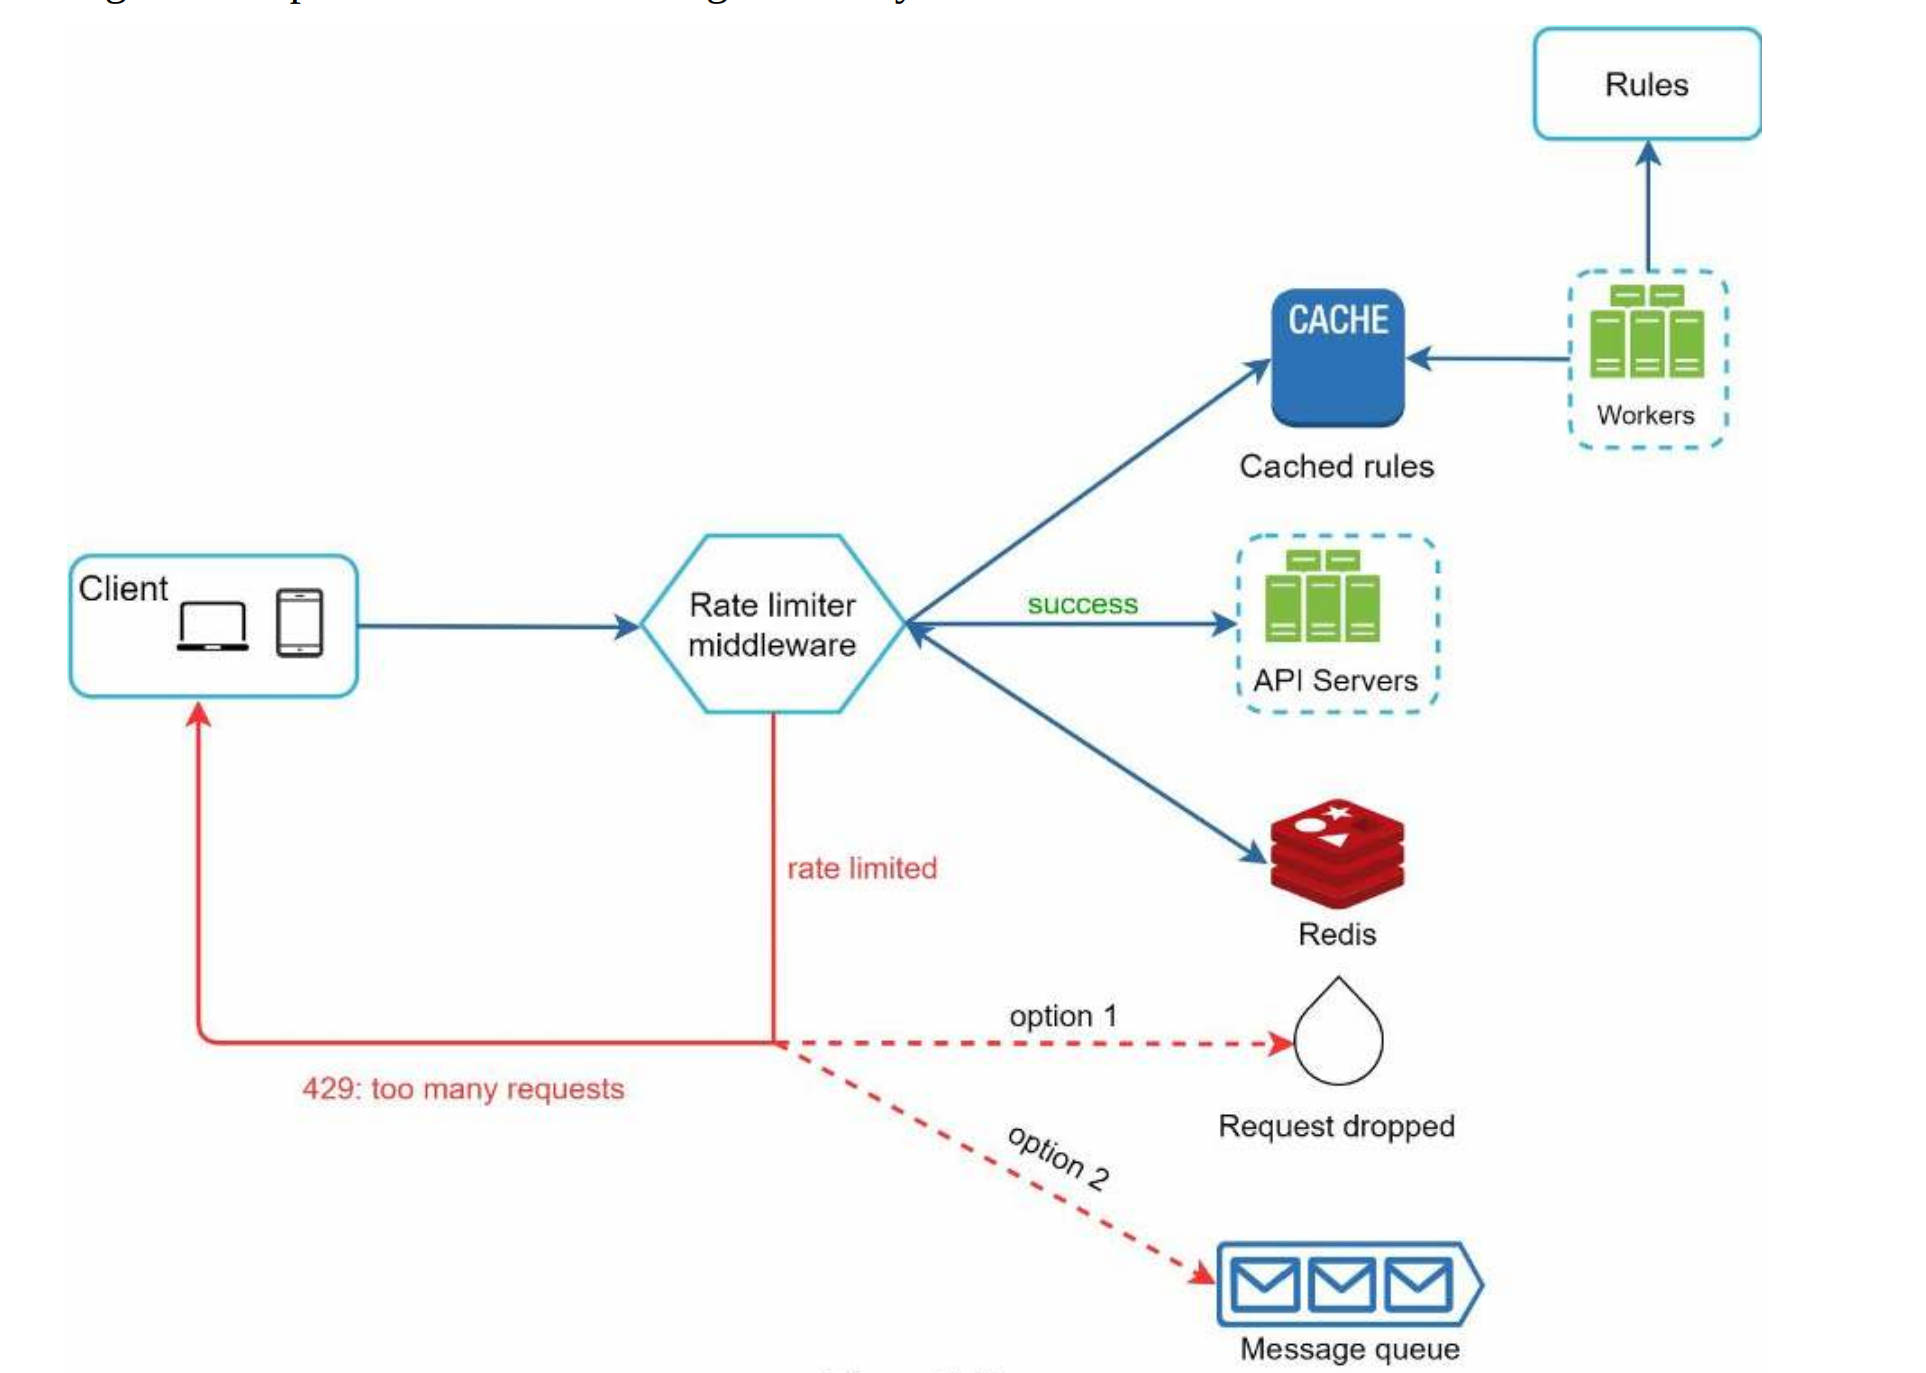 Rules
CACHE
Workers
Cached rules
Client
Rate limiter
middleware
success
API Servers
rate limited
Redis
option 1
429: too many requests
Request dropped
option 2
Message queue